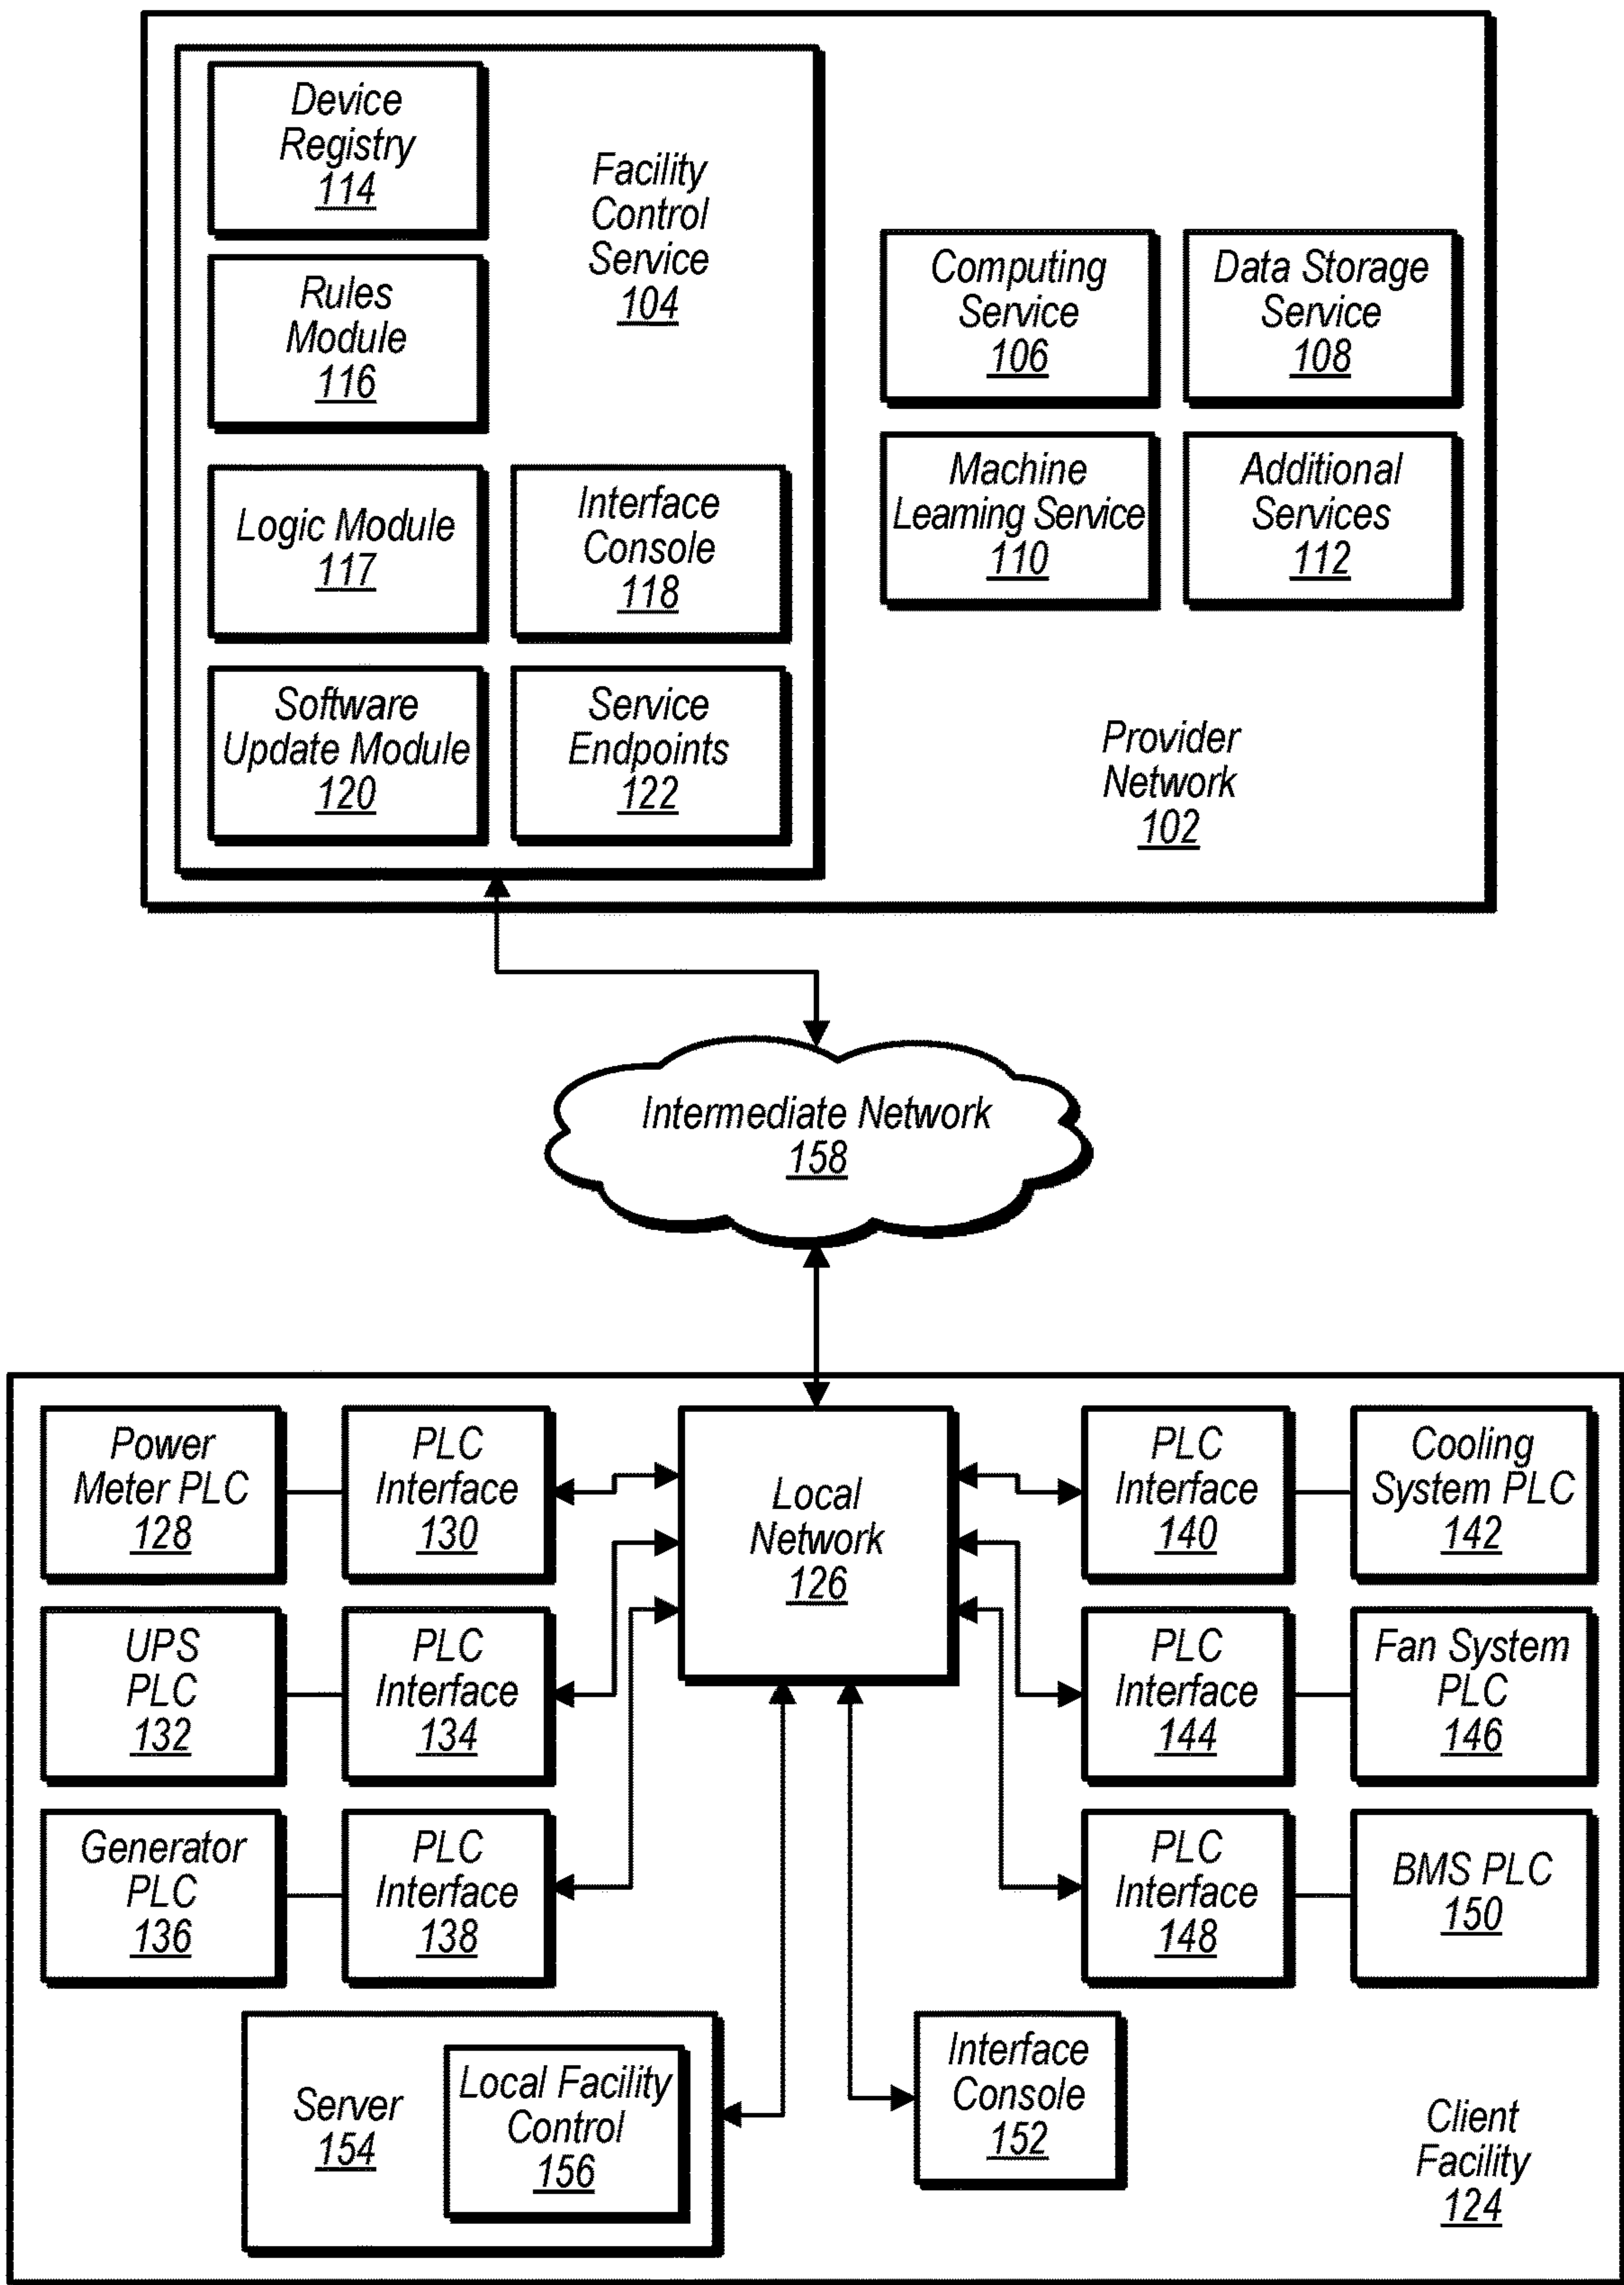 Device
Registry
114
Facility
Control
Service
104
Rules
Module
116
Computing
Service
106
Data Storage
Service
108
Logic Module
117
Interface
Console
118
Machine
Learning Service
110
Additional
Services
112
Software
Update Module
120
Service
Endpoints
122
Provider
Network
102
Intermediate Network
158
Power
Meter PLC
128
PLC
Interface
130
Local
Network
126
PLC
Interface
140
Cooling
System PLC
142
UPS
PLC
132
PLC
Interface
134
PLC
Interface
144
Fan System
PLC
146
Generator
PLC
136
PLC
Interface
138
PLC
Interface
148
BMS PLC
150
Server
154
Local Facility
Control
156
Interface
Console
152
Client
Facility
124